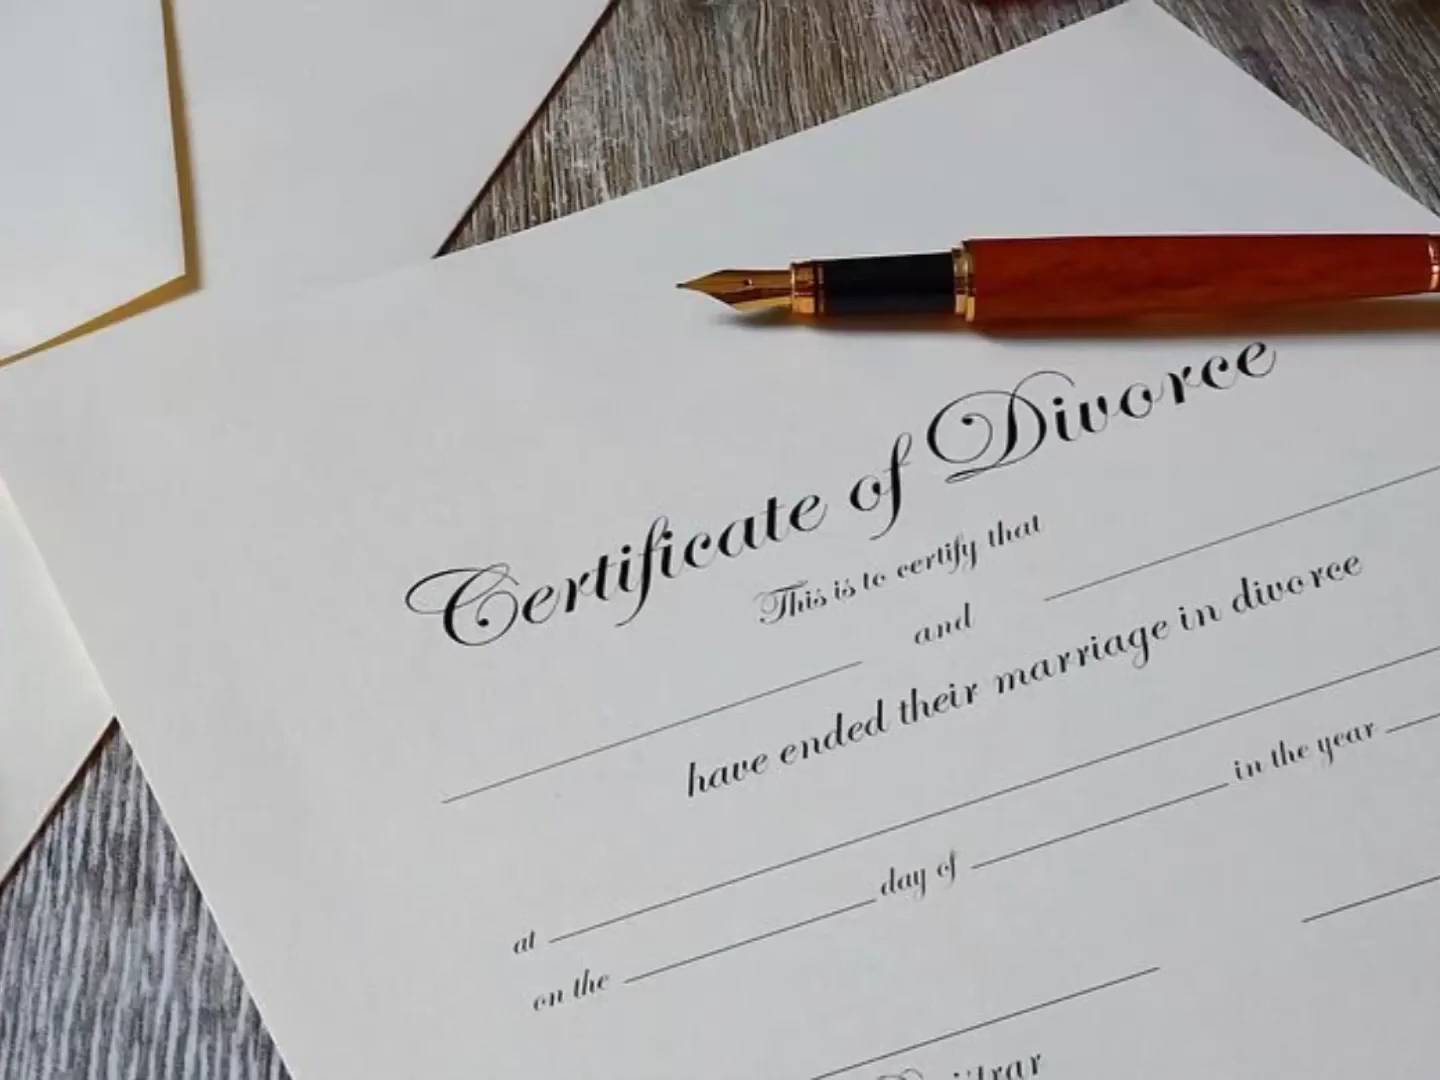 Certificate of Divorce
This is to certify that
and
have ended their marriage in divorce
at
on the day of in the year